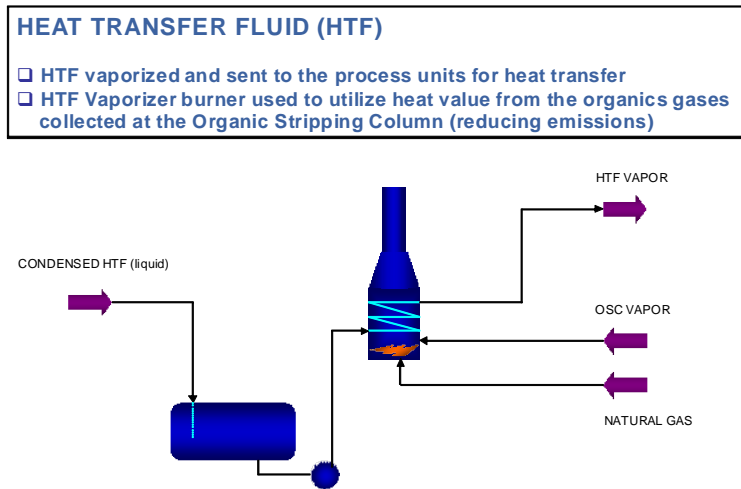 HEAT TRANSFER FLUID (HTF)
❑ HTF vaporized and sent to the process units for heat transfer
❑ HTF Vaporizer burner used to utilize heat value from the organics gases
collected at the Organic Stripping Column (reducing emissions)
HTF VAPOR
CONDENSED HTF (liquid)
OSC VAPOR
NATURAL GAS